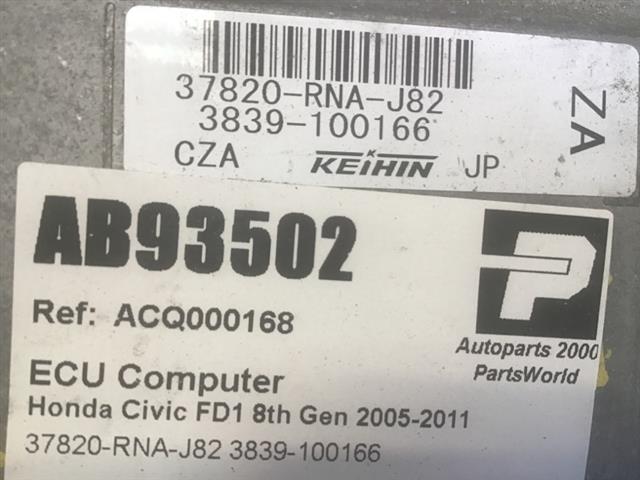 37820-RNA-J82
3839-100166
CZA KEIHIN JP
ZA
AB93502
Ref: ACQ000168
P
Autoparts 2000
PartsWorld
ECU Computer
Honda Civic FD1 8th Gen 2005-2011
37820-RNA-J82 3839-100166